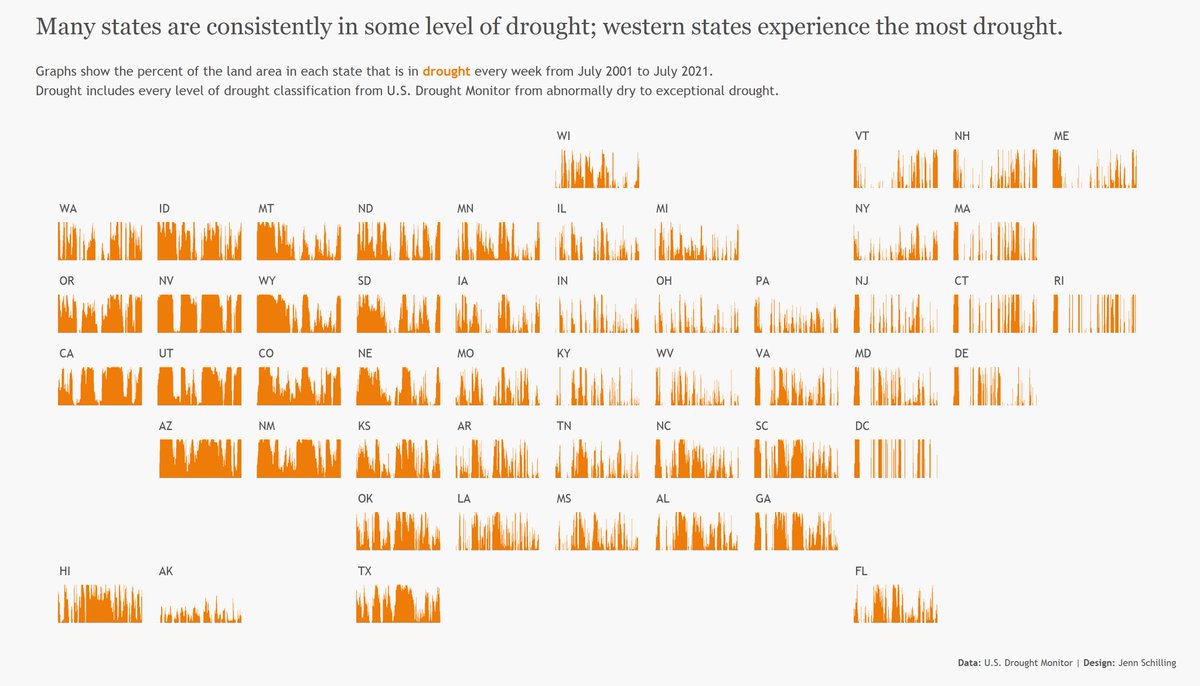 Many states are consistently in some level of drought; western states experience the most drought.
Graphs show the percent of the land area in each state that is in drought every week from July 2001 to July 2021.
Drought includes every level of drought classification from U.S. Drought Monitor from abnormally dry to exceptional drought.
WI VT NH ME
WA ID MT ND MN IL MI NY MA
OR NV WY SD IA IN OH PA NJ CT RI
CA UT CO NE MO KY WV VA MD DE
AZ NM KS AR TN NC SC DC
OK LA MS AL GA
HI AK TX FL
Data: U.S. Drought Monitor | Design: Jenn Schilling